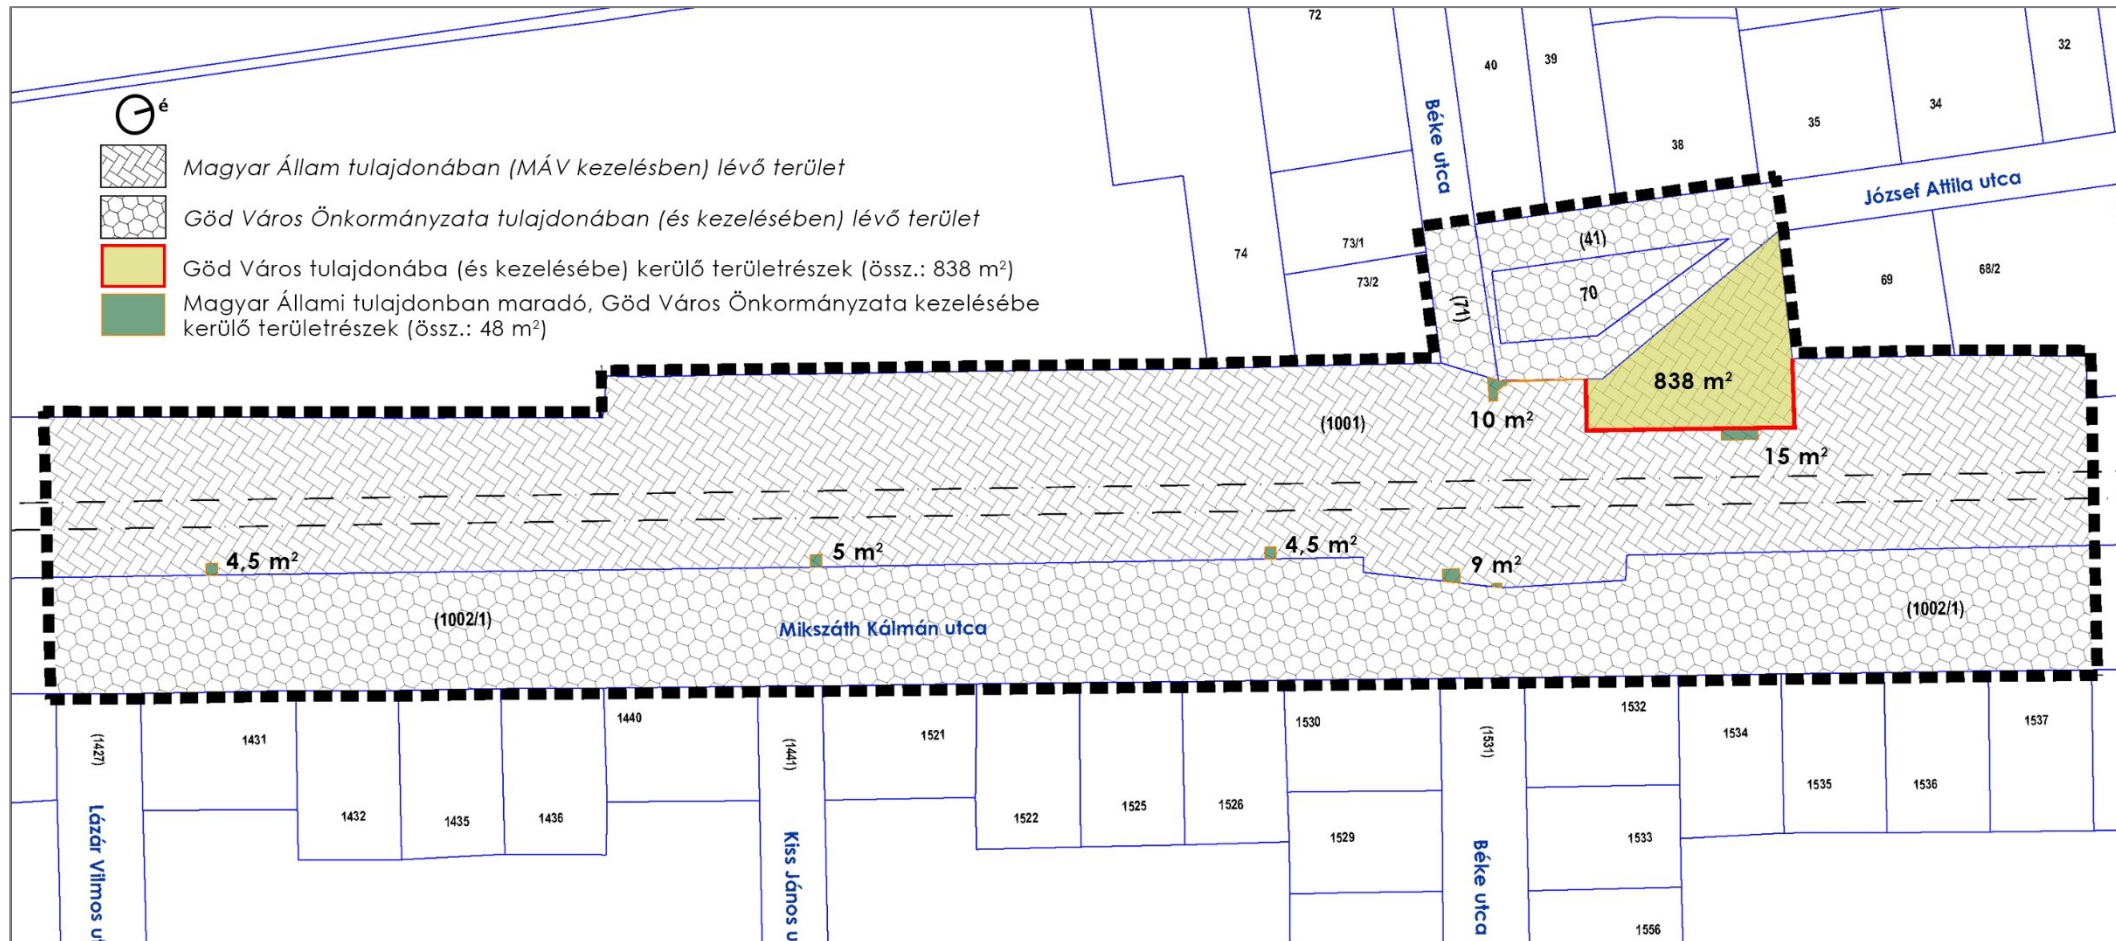 72
40
39
32
34
35
38
é
Magyar Állam tulajdonában (MÁV kezelésben) lévő terület
Göd Város Önkormányzata tulajdonában (és kezelésében) lévő terület
Göd Város tulajdonába (és kezelésébe) kerülő területrészek (össz.: 838 m²)
Magyar Állami tulajdonban maradó, Göd Város Önkormányzata kezelésébe
kerülő területrészek (össz.: 48 m²)
Béke utca
József Attila utca
74
73/1
73/2
(71)
(41)
70
69
68/2
838 m²
10 m²
15 m²
(1001)
4,5 m²
5 m²
4,5 m²
9 m²
(1002/1)
Mikszáth Kálmán utca
(1002/1)
(1427)
1431
1440
(1441)
1521
1530
(1531)
1532
1534
1537
1432
1435
1436
1522
1525
1526
1529
1533
1535
1536
1556
Lázár Vilmos ut
Kiss János u
Béke utca